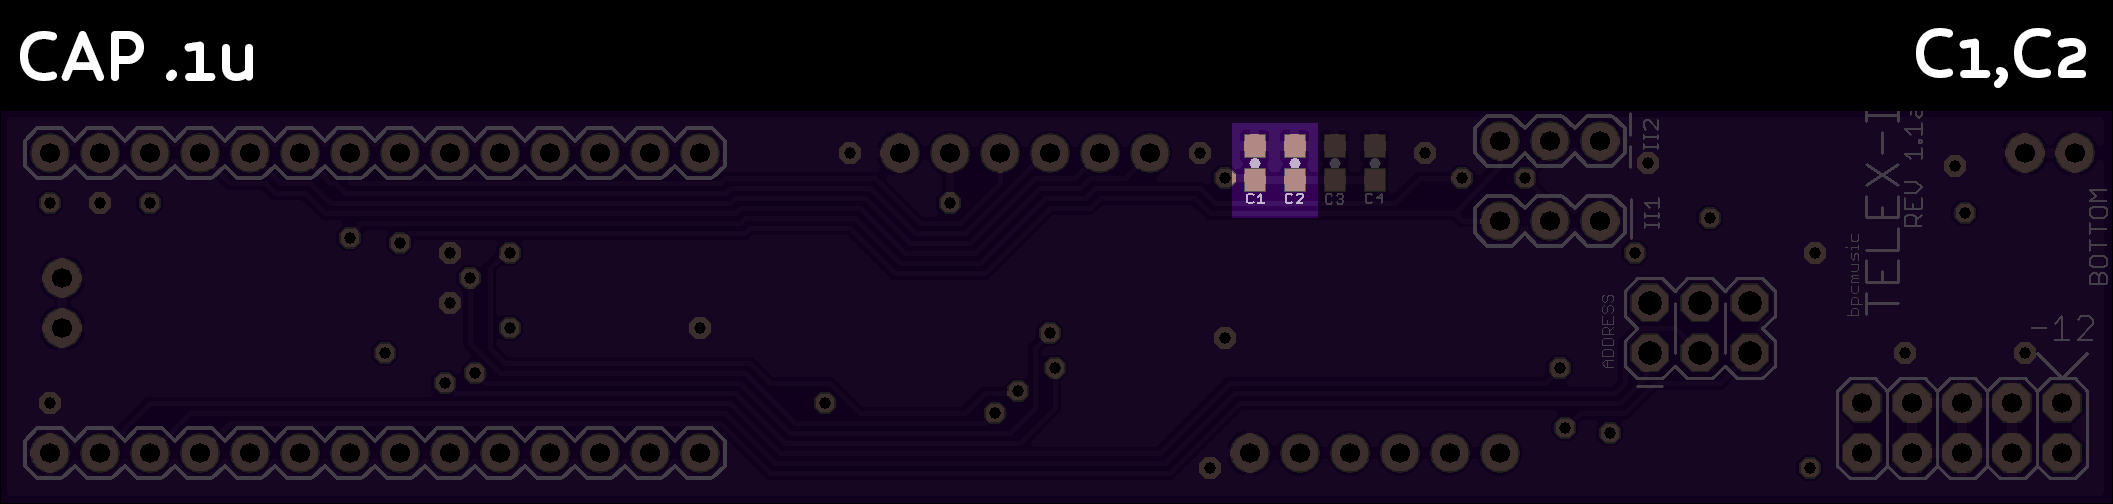 CAP .1u
C1,C2
C1 C2 C3 C4
II2
II1
ADDRESS
bpcmusic
TELEX-
REV 1.1a
BOTTOM
-12